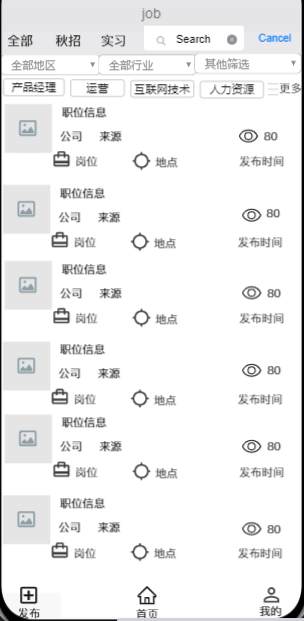 job
全部 秋招 实习 Search Cancel
全部地区 全部行业 其他筛选
产品经理 运营 互联网技术 人力资源 更多
职位信息
公司 来源 80
岗位 地点 发布时间
职位信息
公司 来源 80
岗位 地点 发布时间
职位信息
公司 来源 80
岗位 地点 发布时间
职位信息
公司 来源 80
岗位 地点 发布时间
职位信息
公司 来源 80
岗位 地点 发布时间
职位信息
公司 来源 80
岗位 地点 发布时间
发布 首页 我的